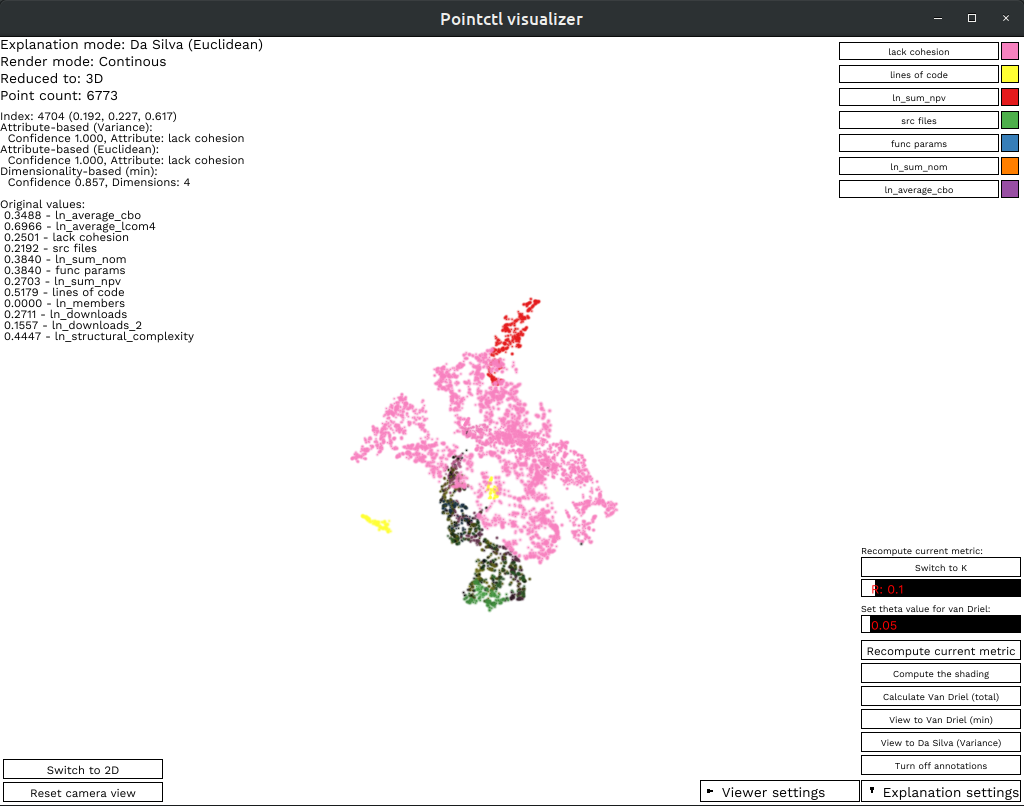 Pointctl visualizer
Explanation mode: Da Silva (Euclidean)
Render mode: Continous
Reduced to: 3D
Point count: 6773
Index: 4704 (0.192, 0.227, 0.617)
Attribute-based (Variance):
Confidence 1.000, Attribute: lack cohesion
Attribute-based (Euclidean):
Confidence 1.000, Attribute: lack cohesion
Dimensionality-based (min):
Confidence 0.857, Dimensions: 4
Original values:
0.3488 - ln_average_cbo
0.6966 - ln_average_lcom4
0.2501 - lack cohesion
0.2192 - src files
0.3840 - ln_sum_nom
0.3840 - func params
0.2703 - ln_sum_npv
0.5179 - lines of code
0.0000 - ln_members
0.2711 - ln_downloads
0.1557 - ln_downloads_2
0.4447 - ln_structural_complexity
lack cohesion
lines of code
ln_sum_npv
src files
func params
ln_sum_nom
ln_average_cbo
Recompute current metric:
Switch to K
R: 0.1
Set theta value for van Driel:
0.05
Recompute current metric
Compute the shading
Calculate Van Driel (total)
View to Van Driel (min)
View to Da Silva (Variance)
Turn off annotations
Switch to 2D
Reset camera view
Viewer settings
Explanation settings